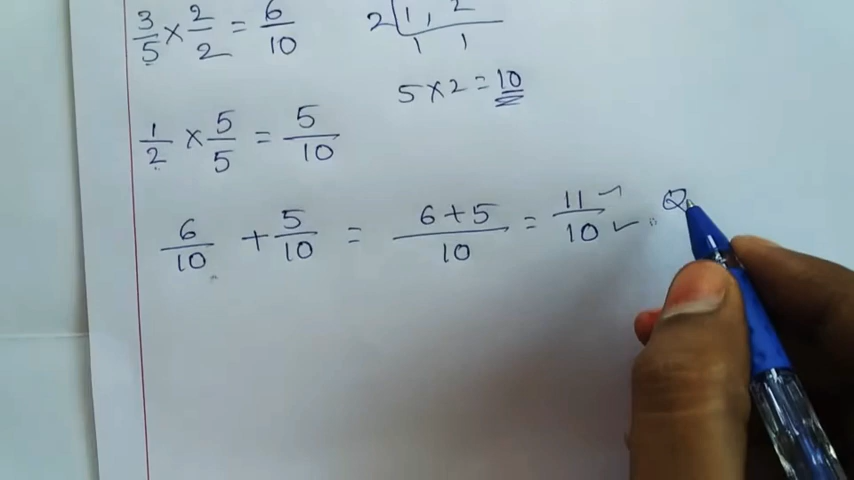 3/5 × 2/2 = 6/10
2 | 1, 2
1 1
5 × 2 = 10
1/2 × 5/5 = 5/10
6/10 + 5/10 = 6+5/10 = 11/10 Q